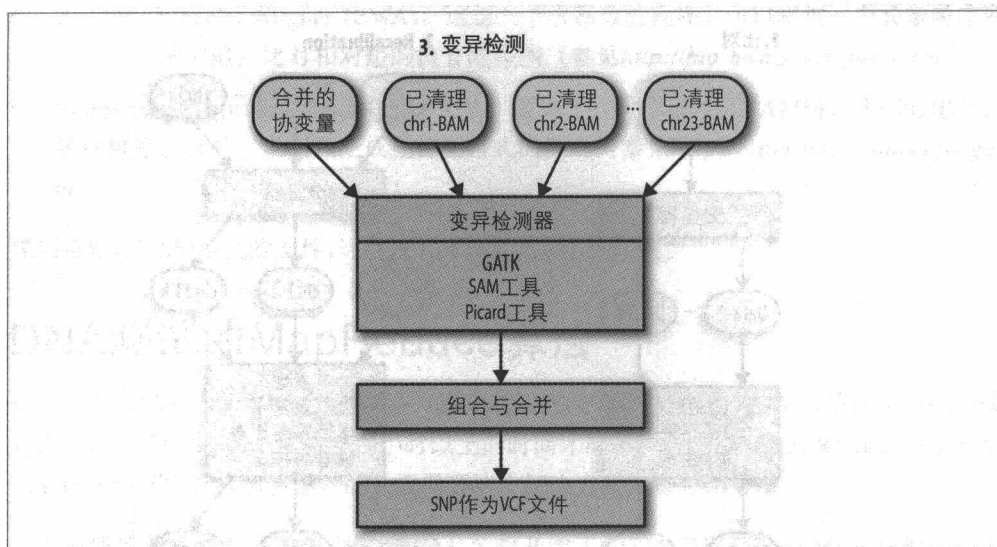 3. 变异检测
合并的
协变量
已清理
chr1-BAM
已清理
chr2-BAM
...
已清理
chr23-BAM
变异检测器
GATK
SAM工具
Picard工具
组合与合并
SNP作为VCF文件